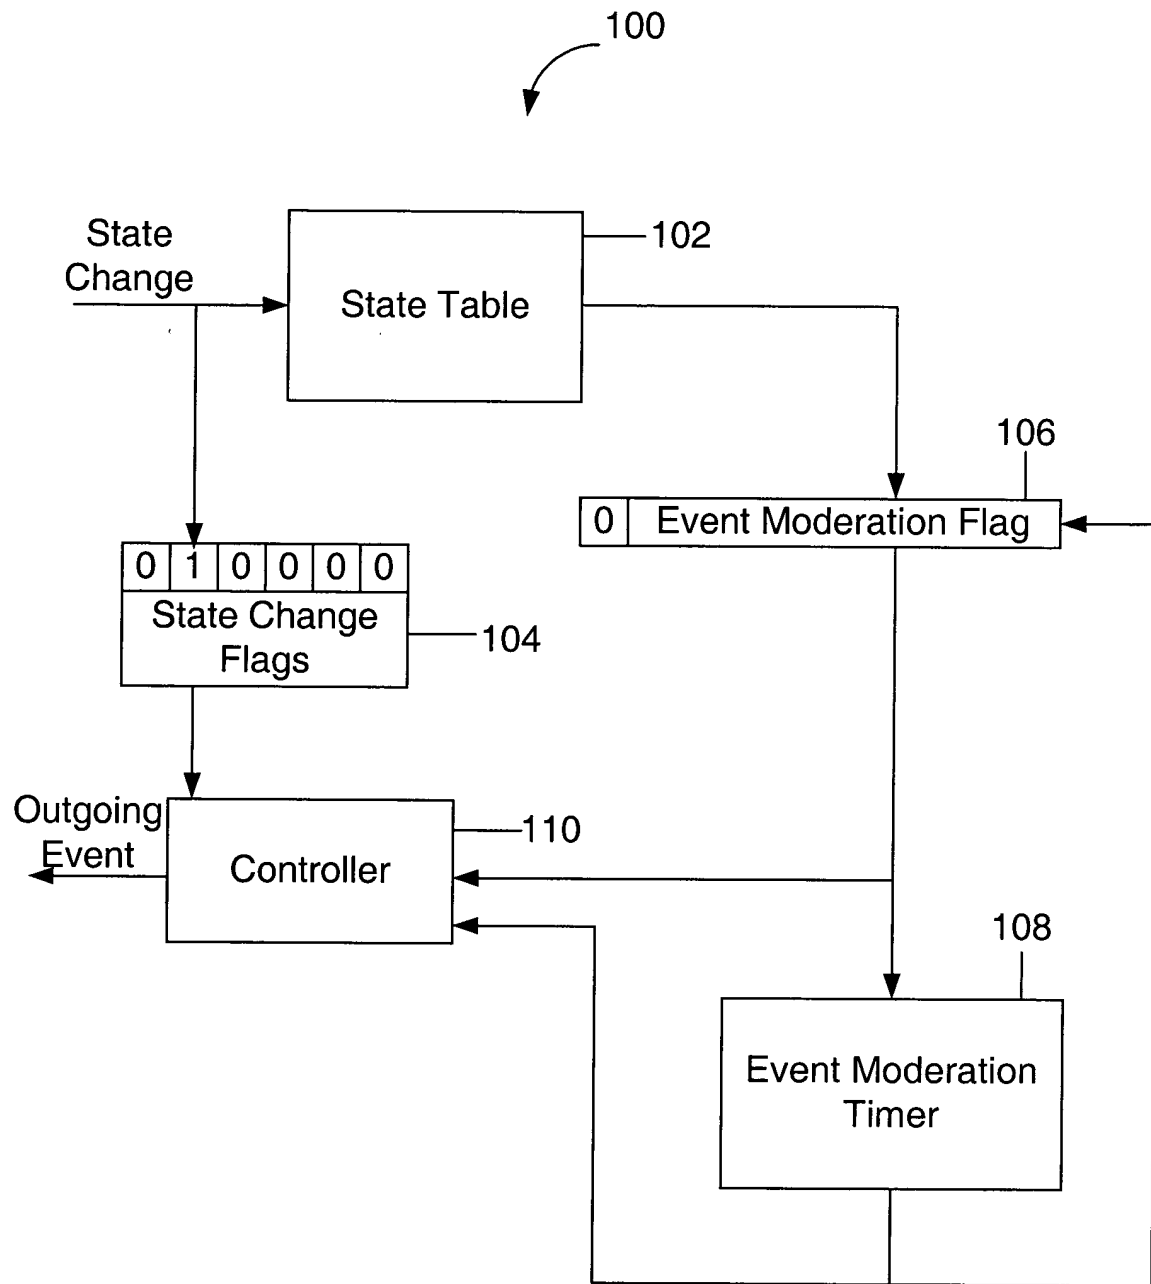 100
State
Change
State Table
102
106
0 Event Moderation Flag
0 1 0 0 0 0
State Change
Flags
104
Outgoing
Event
Controller
110
108
Event Moderation
Timer